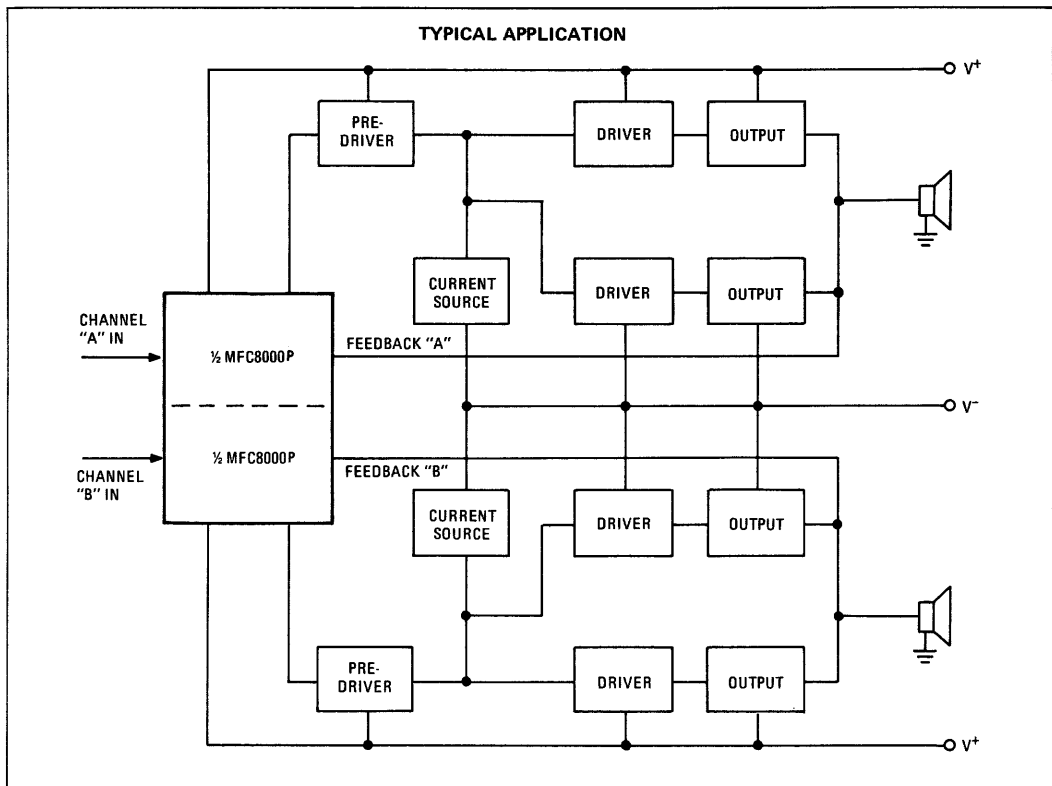 TYPICAL APPLICATION
V+
PRE-
DRIVER
DRIVER
OUTPUT
CURRENT
SOURCE
DRIVER
OUTPUT
CHANNEL
"A" IN
½ MFC8000P
FEEDBACK "A"
V-
½ MFC8000P
CHANNEL
"B" IN
FEEDBACK "B"
CURRENT
SOURCE
DRIVER
OUTPUT
PRE-
DRIVER
DRIVER
OUTPUT
V+